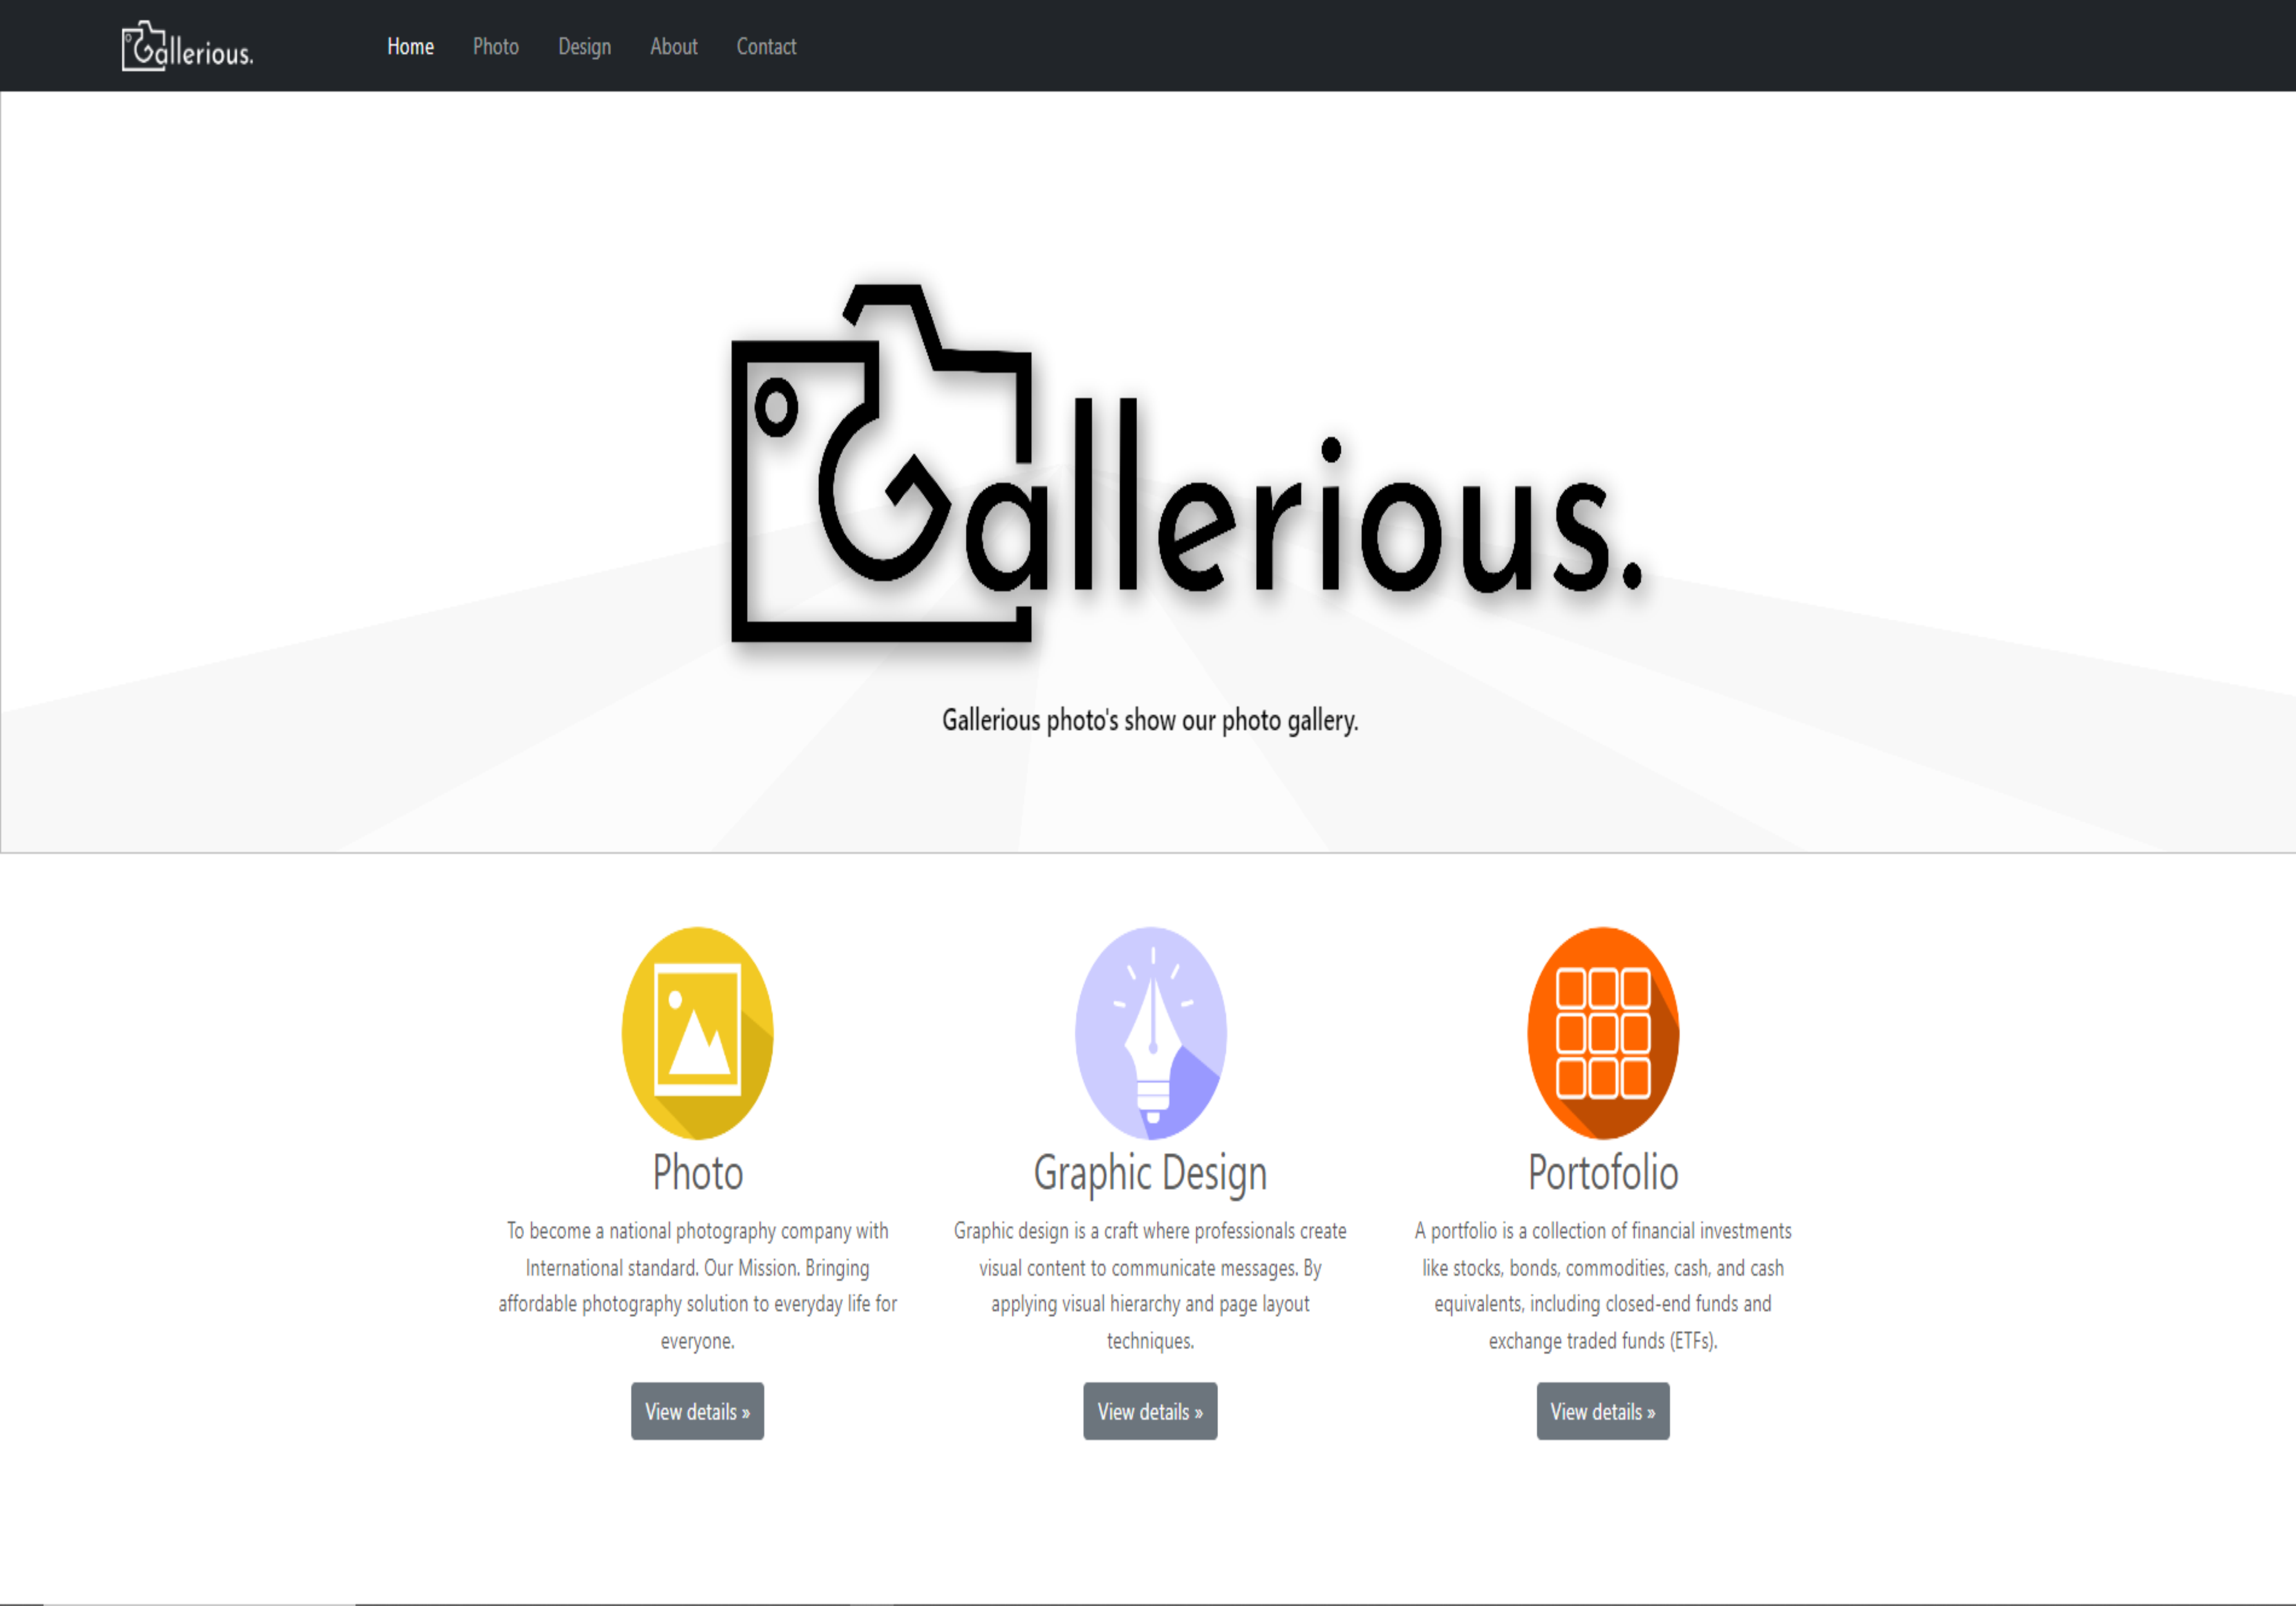 Gallerious.
Home Photo Design About Contact
Gallerious.
Gallerious photo's show our photo gallery.
Photo
To become a national photography company with
International standard. Our Mission. Bringing
affordable photography solution to everyday life for
everyone.
View details »
Graphic Design
Graphic design is a craft where professionals create
visual content to communicate messages. By
applying visual hierarchy and page layout
techniques.
View details »
Portofolio
A portfolio is a collection of financial investments
like stocks, bonds, commodities, cash, and cash
equivalents, including closed-end funds and
exchange traded funds (ETFs).
View details »